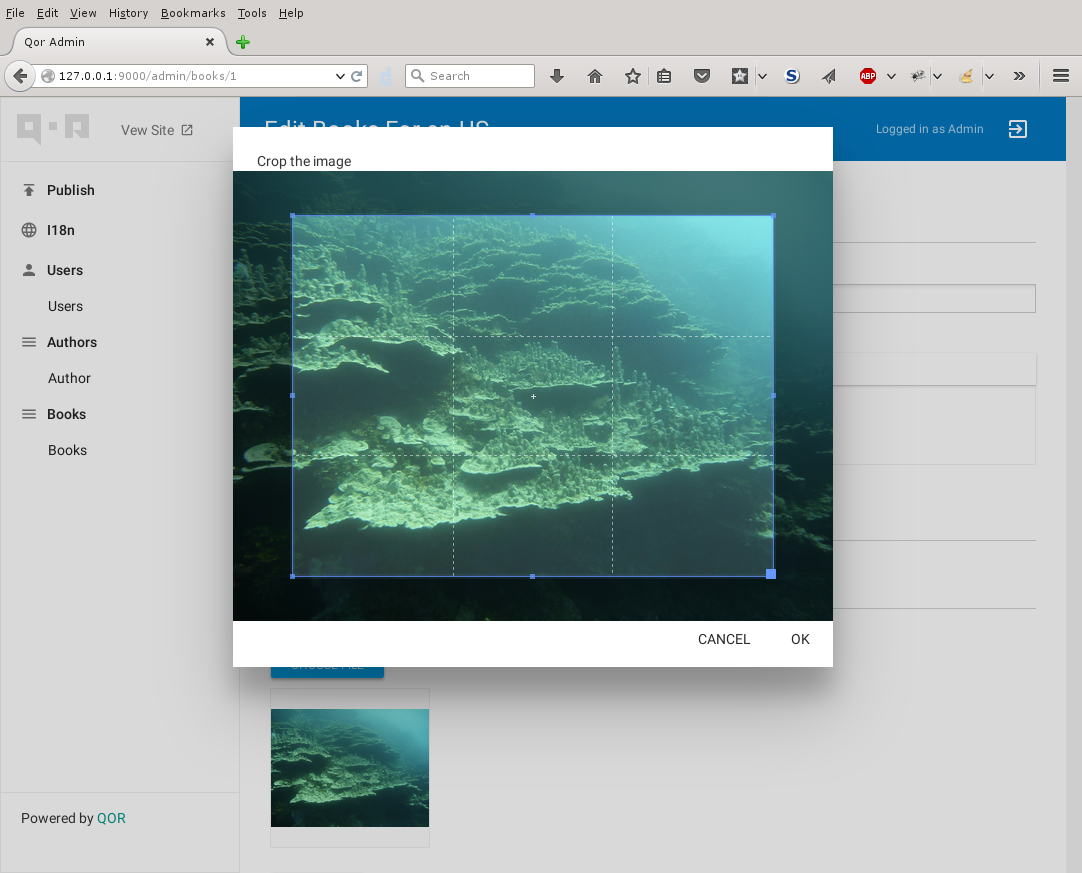 File Edit View History Bookmarks Tools Help
Qor Admin
127.0.0.1:9000/admin/books/1
Search
S
ABP
QOR
Vew Site
Edit Books For en-US
Logged in as Admin
Crop the image
Publish
I18n
Users
Users
Authors
Author
Books
Books
CANCEL OK
Powered by QOR